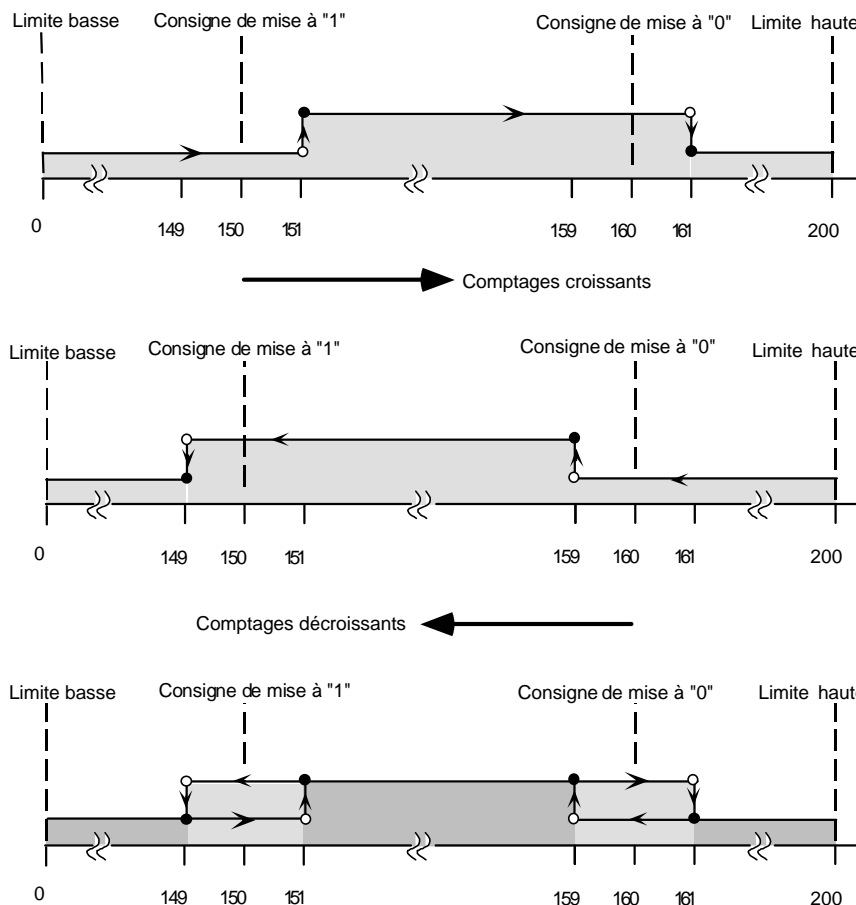 Limite basse Consigne de mise à "1" Consigne de mise à "0" Limite haute
0 149 150 151 159 160 161 200
Comptages croissants
Limite basse Consigne de mise à "1" Consigne de mise à "0" Limite haute
0 149 150 151 159 160 161 200
Comptages décroissants
Limite basse Consigne de mise à "1" Consigne de mise à "0" Limite haute
0 149 150 151 159 160 161 200